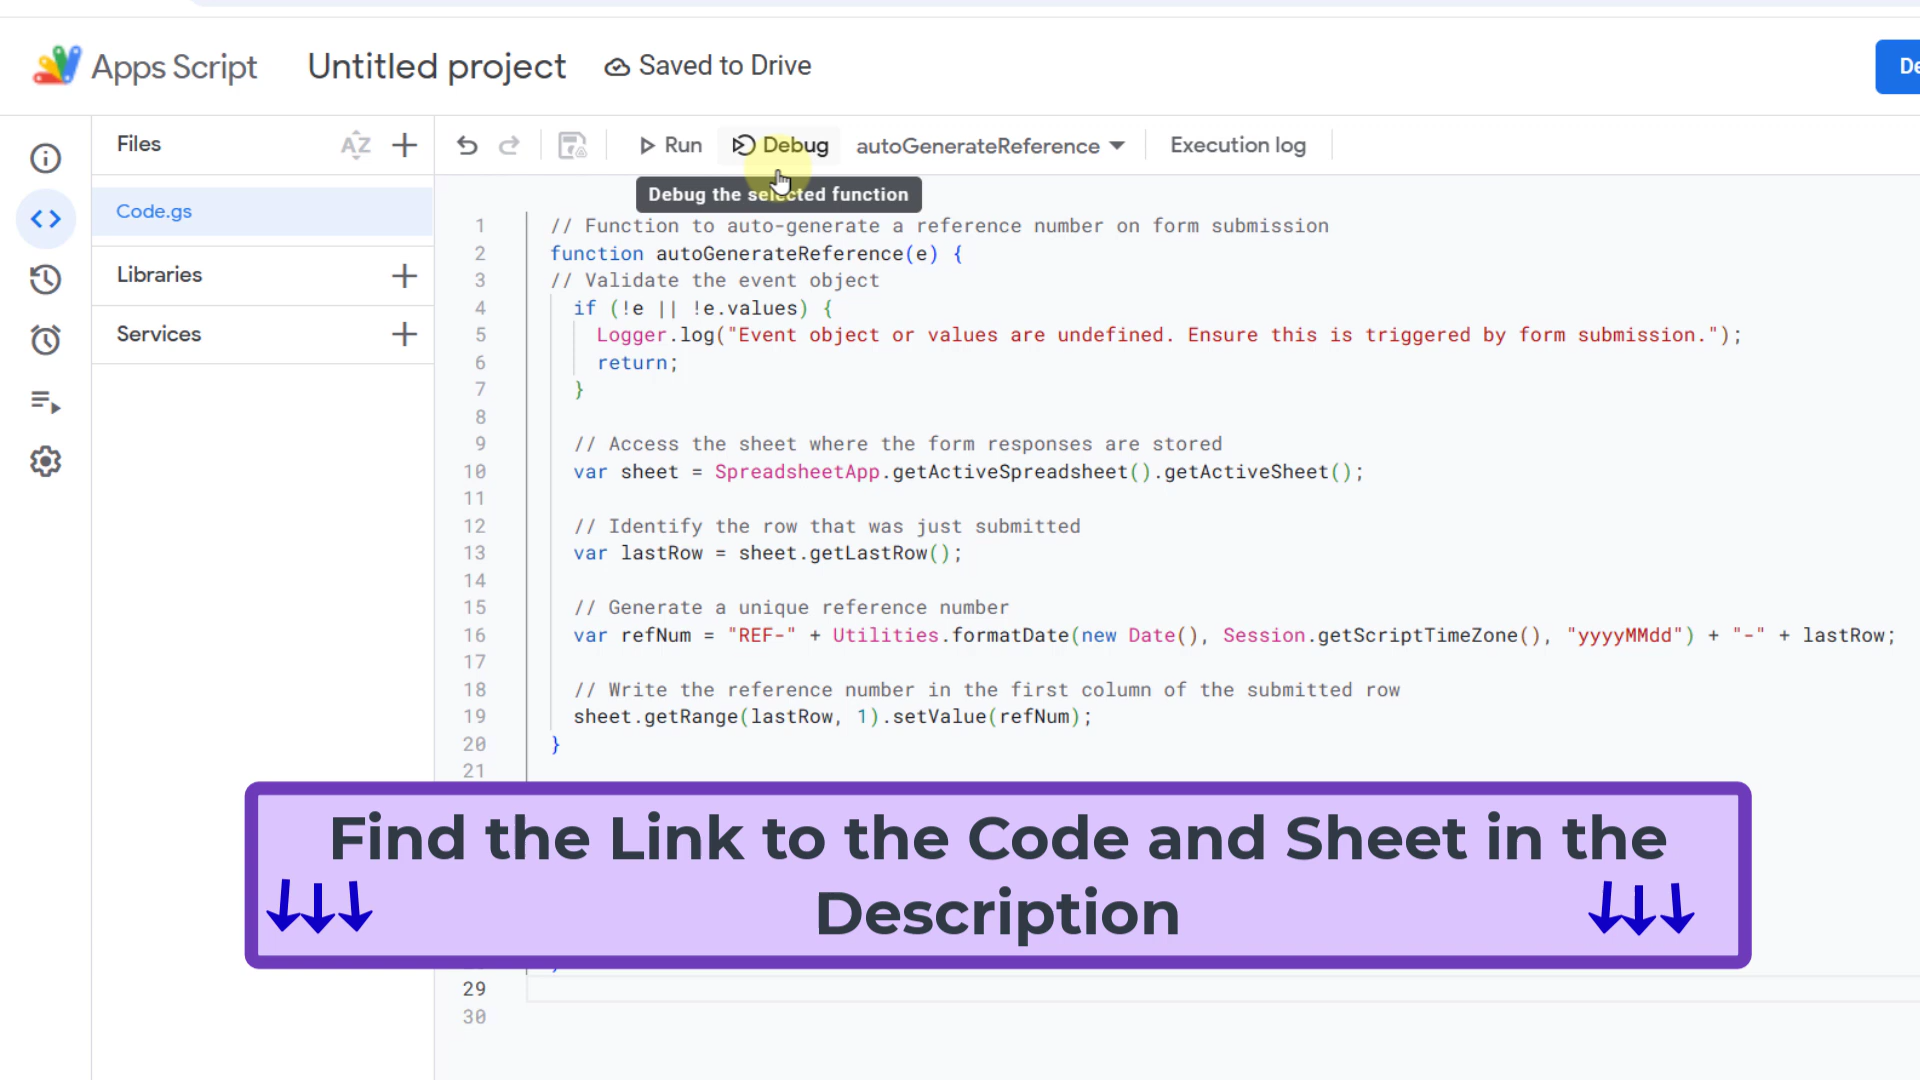 Apps Script
Untitled project
Saved to Drive
De
Files
AZ
Run
Debug
autoGenerateReference
Execution log
Debug the selected function
Code.gs
Libraries
Services
1 // Function to auto-generate a reference number on form submission
2 function autoGenerateReference(e) {
3 // Validate the event object
4 if (!e || !e.values) {
5 Logger.log("Event object or values are undefined. Ensure this is triggered by form submission.");
6 return;
7 }
8
9 // Access the sheet where the form responses are stored
10 var sheet = SpreadsheetApp.getActiveSpreadsheet().getActiveSheet();
11
12 // Identify the row that was just submitted
13 var lastRow = sheet.getLastRow();
14
15 // Generate a unique reference number
16 var refNum = "REF-" + Utilities.formatDate(new Date(), Session.getScriptTimeZone(), "yyyyMMdd") + "-" + lastRow;
17
18 // Write the reference number in the first column of the submitted row
19 sheet.getRange(lastRow, 1).setValue(refNum);
20 }
21
Find the Link to the Code and Sheet in the
Description
29
30